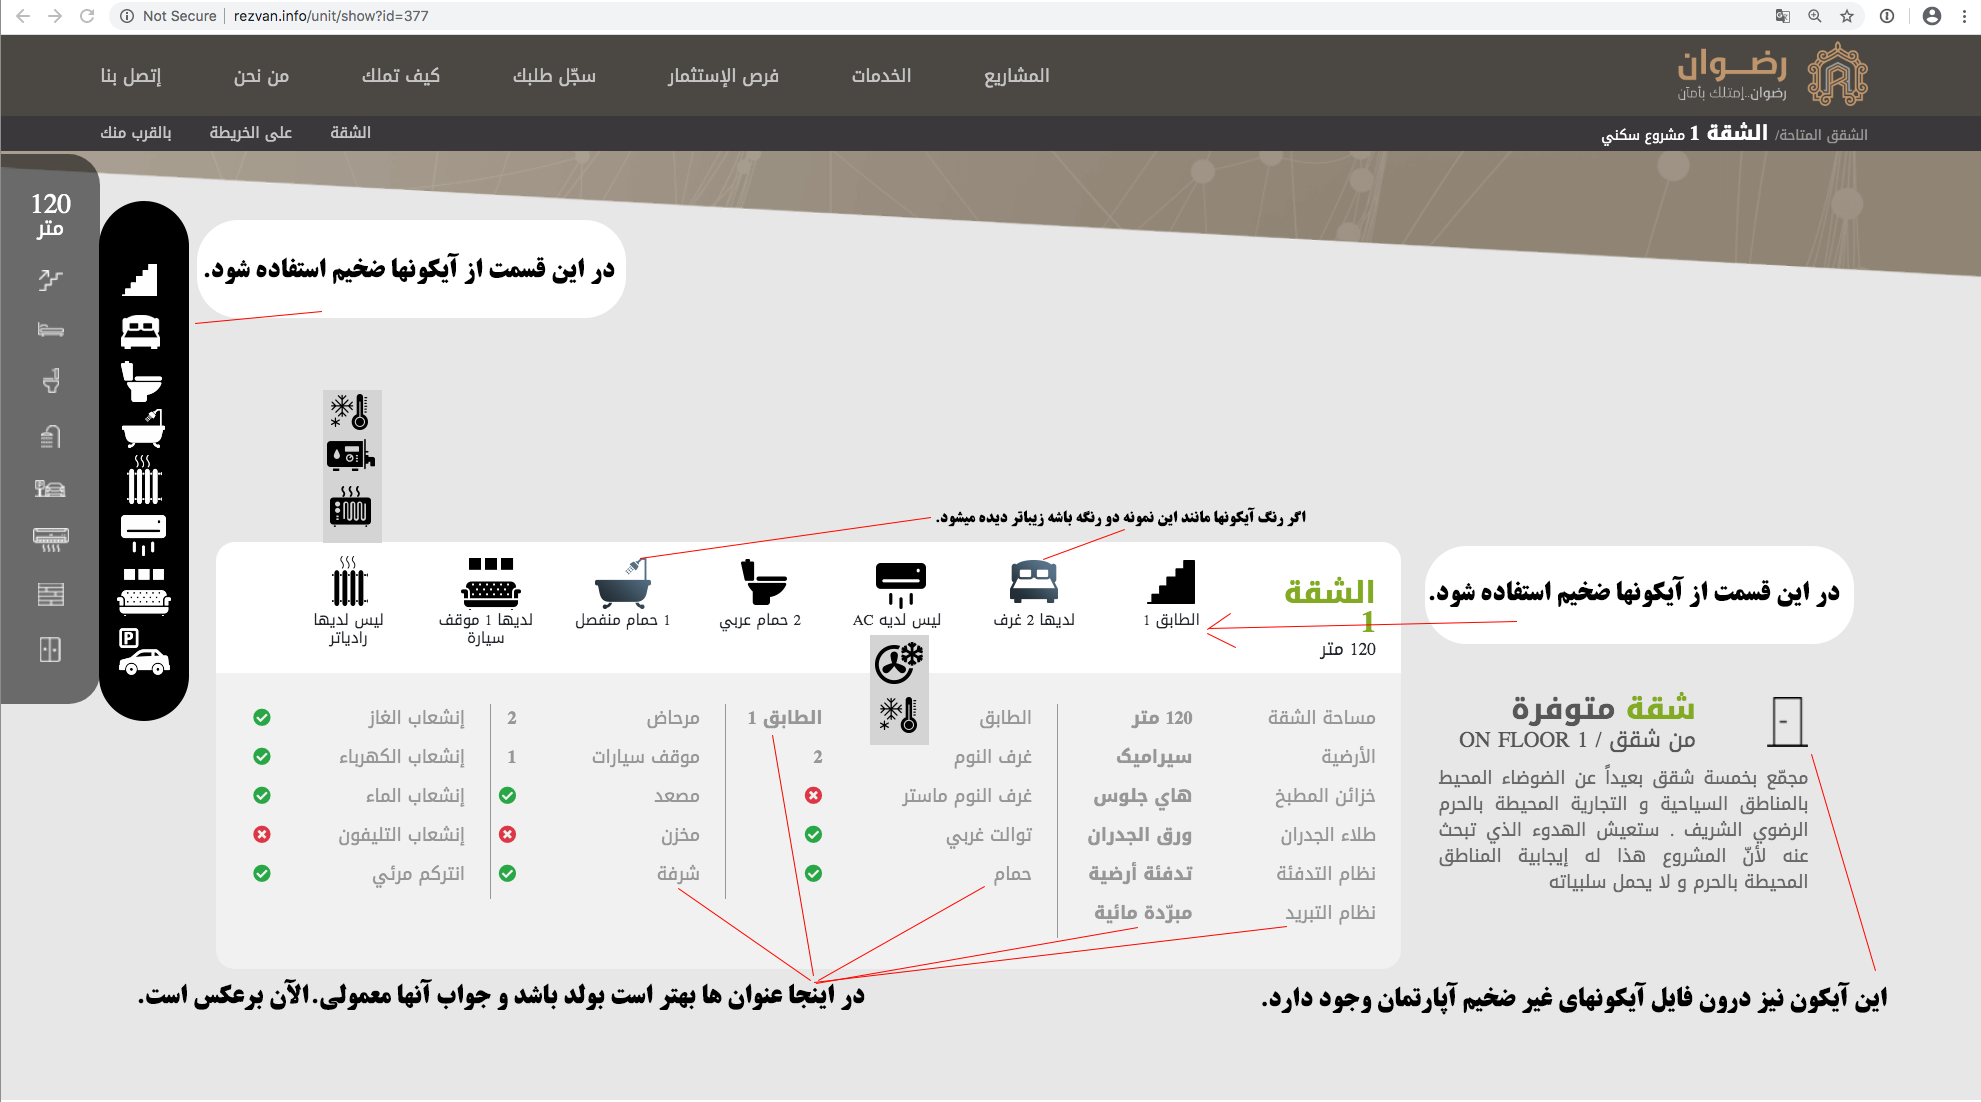 Not Secure | rezvan.info/unit/show?id=377
رضـــوان
رضوان..إمتلك بأمان
المشاريع
الخدمات
فرص الإستثمار
سجّل طلبك
كيف تملك
من نحن
إتصل بنا
الشقق المتاحة/ الشقة 1 مشروع سكني
الشقة
على الخريطة
بالقرب منك
120
متر
در این قسمت از آیکونها ضخیم استفاده شود.
اگر رنگ آیکونها مانند این نمونه دو رنگه باشه زیباتر دیده میشود.
الشقة
1
120 متر
الطابق 1
لديها 2 غرف
ليس لديه AC
2 حمام عربي
1 حمام منفصل
لديها 1 موقف
سيارة
ليس لديها
رادياتر
P
در این قسمت از آیکونها ضخیم استفاده شود.
شقة متوفرة
من شقق / ON FLOOR 1
مجمّع بخمسة شقق بعيداً عن الضوضاء المحيط
بالمناطق السياحية و التجارية المحيطة بالحرم
الرضوي الشريف . ستعيش الهدوء الذي تبحث
عنه لأنّ المشروع هذا له إيجابية المناطق
المحيطة بالحرم و لا يحمل سلبياته
مساحة الشقة 120 متر
الأرضية سیرامیک
خزائن المطبخ هاي جلوس
طلاء الجدران ورق الجدران
نظام التدفئة تدفئة أرضية
نظام التبريد مبرّدة مائية
الطابق الطابق 1
غرف النوم 2
غرف النوم ماستر
توالت غربي
حمام
مرحاض 2
موقف سيارات 1
مصعد
مخزن
شرفة
إنشعاب الغاز
إنشعاب الكهرباء
إنشعاب الماء
إنشعاب التليفون
انتركم مرئي
در اینجا عنوان ها بهتر است بولد باشد و جواب آنها معمولی.الآن برعکس است.
این آیکون نیز درون فایل آیکونهای غیر ضخیم آپارتمان وجود دارد.